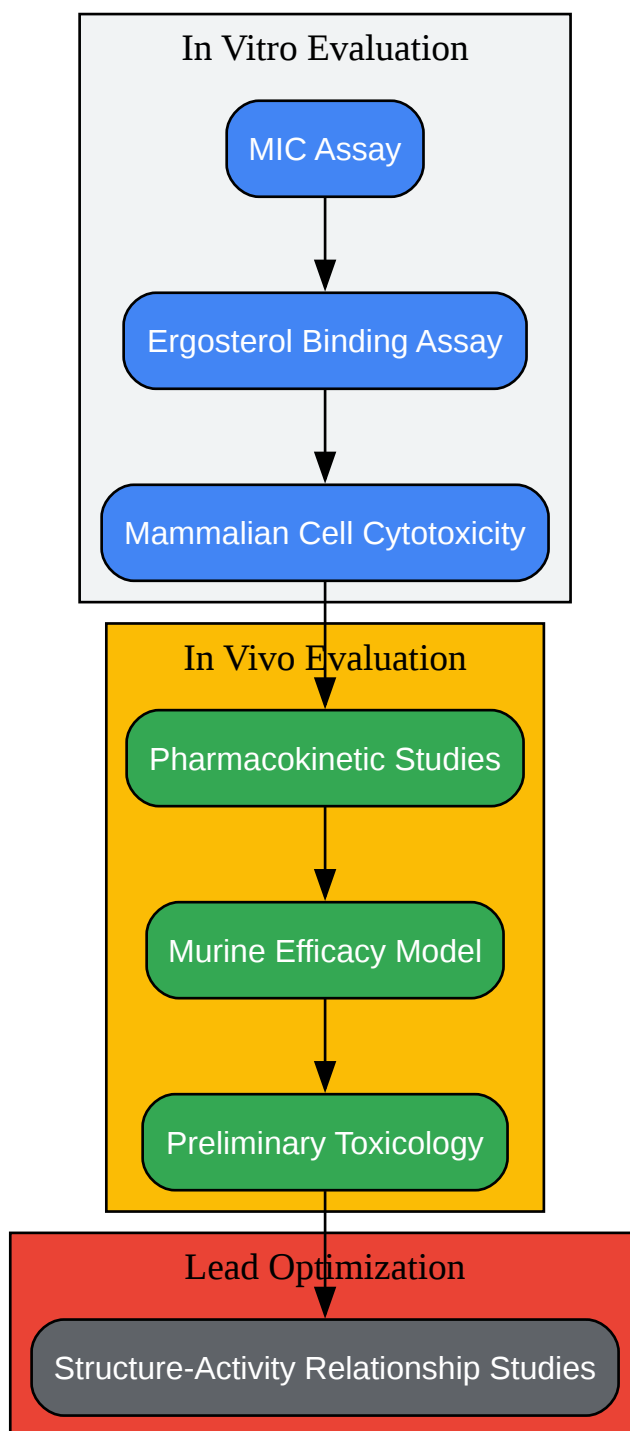 In Vitro Evaluation
MIC Assay
Ergosterol Binding Assay
Mammalian Cell Cytotoxicity
In Vivo Evaluation
Pharmacokinetic Studies
Murine Efficacy Model
Preliminary Toxicology
Lead Optimization
Structure-Activity Relationship Studies